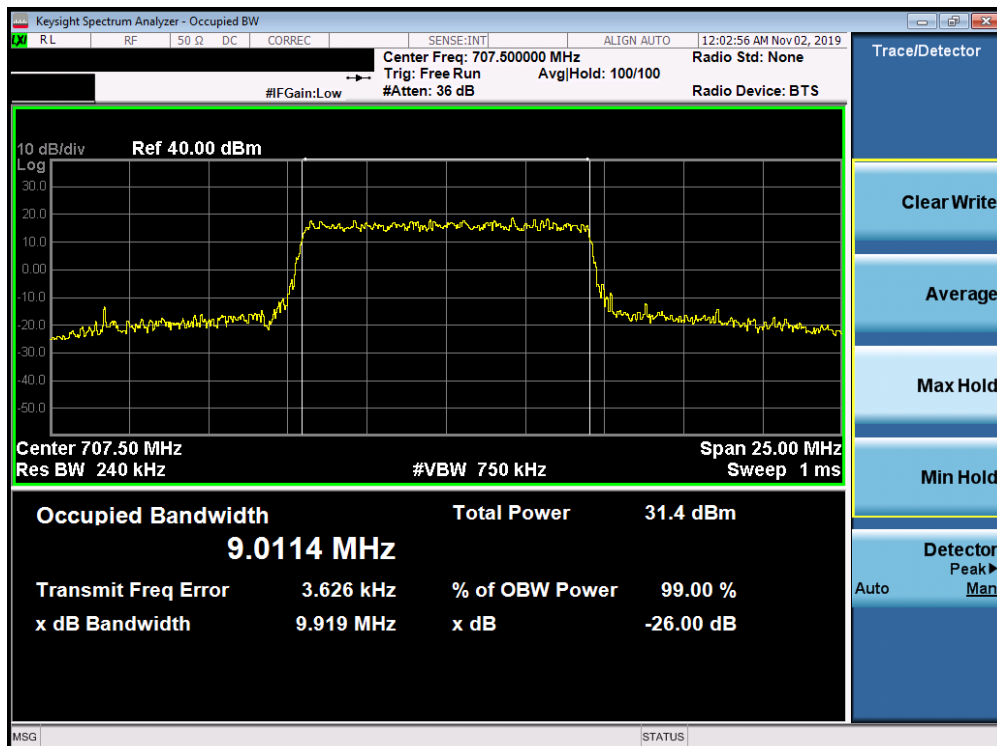 Keysight Spectrum Analyzer - Occupied BW
LXI RL RF 50 Ω DC CORREC SENSE:INT ALIGN AUTO 12:02:56 AM Nov 02, 2019
Center Freq: 707.500000 MHz Radio Std: None
Trig: Free Run Avg|Hold: 100/100
#IFGain:Low #Atten: 36 dB Radio Device: BTS
Trace/Detector
10 dB/div Ref 40.00 dBm
Log
30.0
20.0
10.0
0.00
-10.0
-20.0
-30.0
-40.0
-50.0
Center 707.50 MHz Span 25.00 MHz
Res BW 240 kHz #VBW 750 kHz Sweep 1 ms
Occupied Bandwidth Total Power 31.4 dBm
9.0114 MHz
Transmit Freq Error 3.626 kHz % of OBW Power 99.00 %
x dB Bandwidth 9.919 MHz x dB -26.00 dB
Clear Write
Average
Max Hold
Min Hold
Detector
Peak▶
Auto Man
MSG STATUS